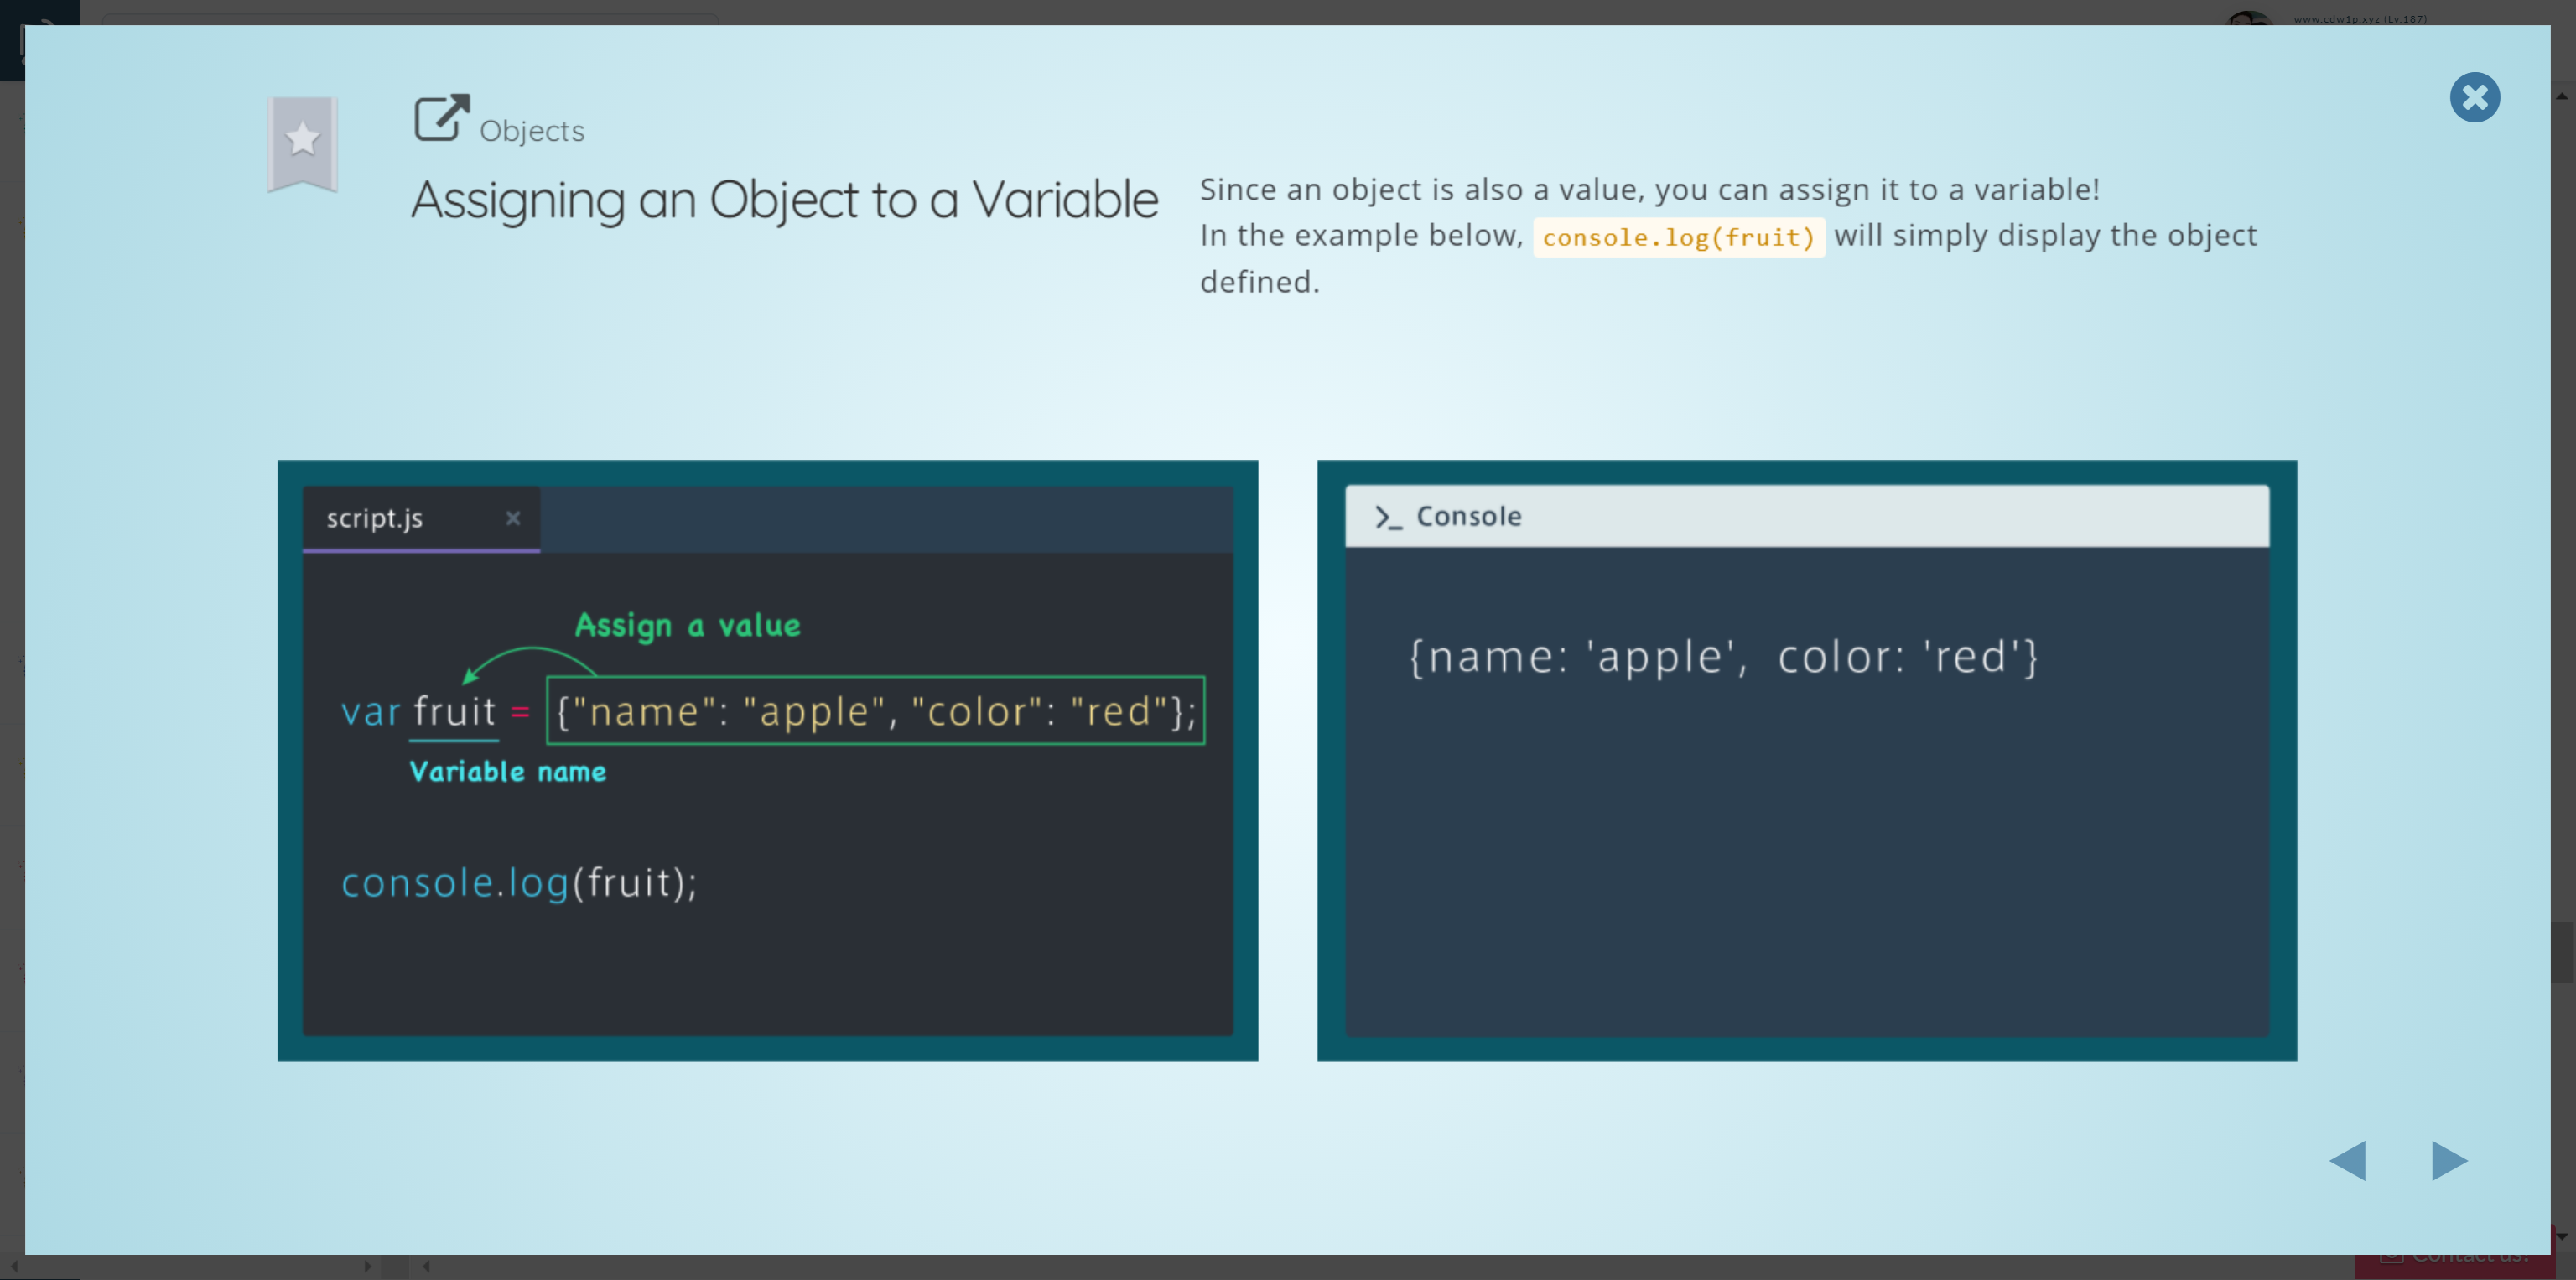 www.cdw1p.xyz (Lv.187)
Objects
Assigning an Object to a Variable
Since an object is also a value, you can assign it to a variable!
In the example below, console.log(fruit) will simply display the object
defined.
script.js
Assign a value
var fruit = {"name": "apple", "color": "red"};
Variable name
console.log(fruit);
>_ Console
{name: 'apple', color: 'red'}
Contact us!